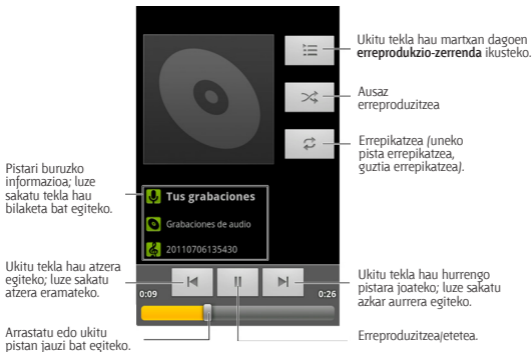 Ukitu tekla hau martxan dagoen
erreprodukzio-zerrenda ikusteko.
Ausaz
erreproduzitzea
Errepikatzea (uneko
pista errepikatzea,
guztia errepikatzea).
Pistari buruzko
informazioa; luze
sakatu tekla hau
bilaketa bat egiteko.
Tus grabaciones
Grabaciones de audio
20110706135430
Ukitu tekla hau atzera
egiteko; luze sakatu
atzera eramateko.
0:09
0:26
Ukitu tekla hau hurrengo
pistara joateko; luze sakatu
azkar aurrera egiteko.
Arrastatu edo ukitu
pistan jauzi bat egiteko.
Erreproduzitzea/etetea.